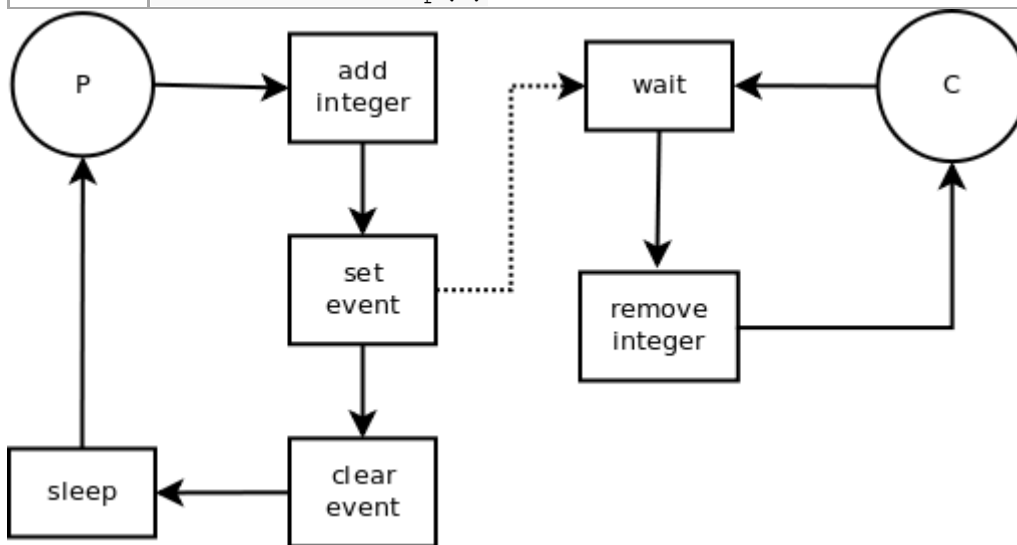 P
add
integer
wait
C
set
event
remove
integer
sleep
clear
event